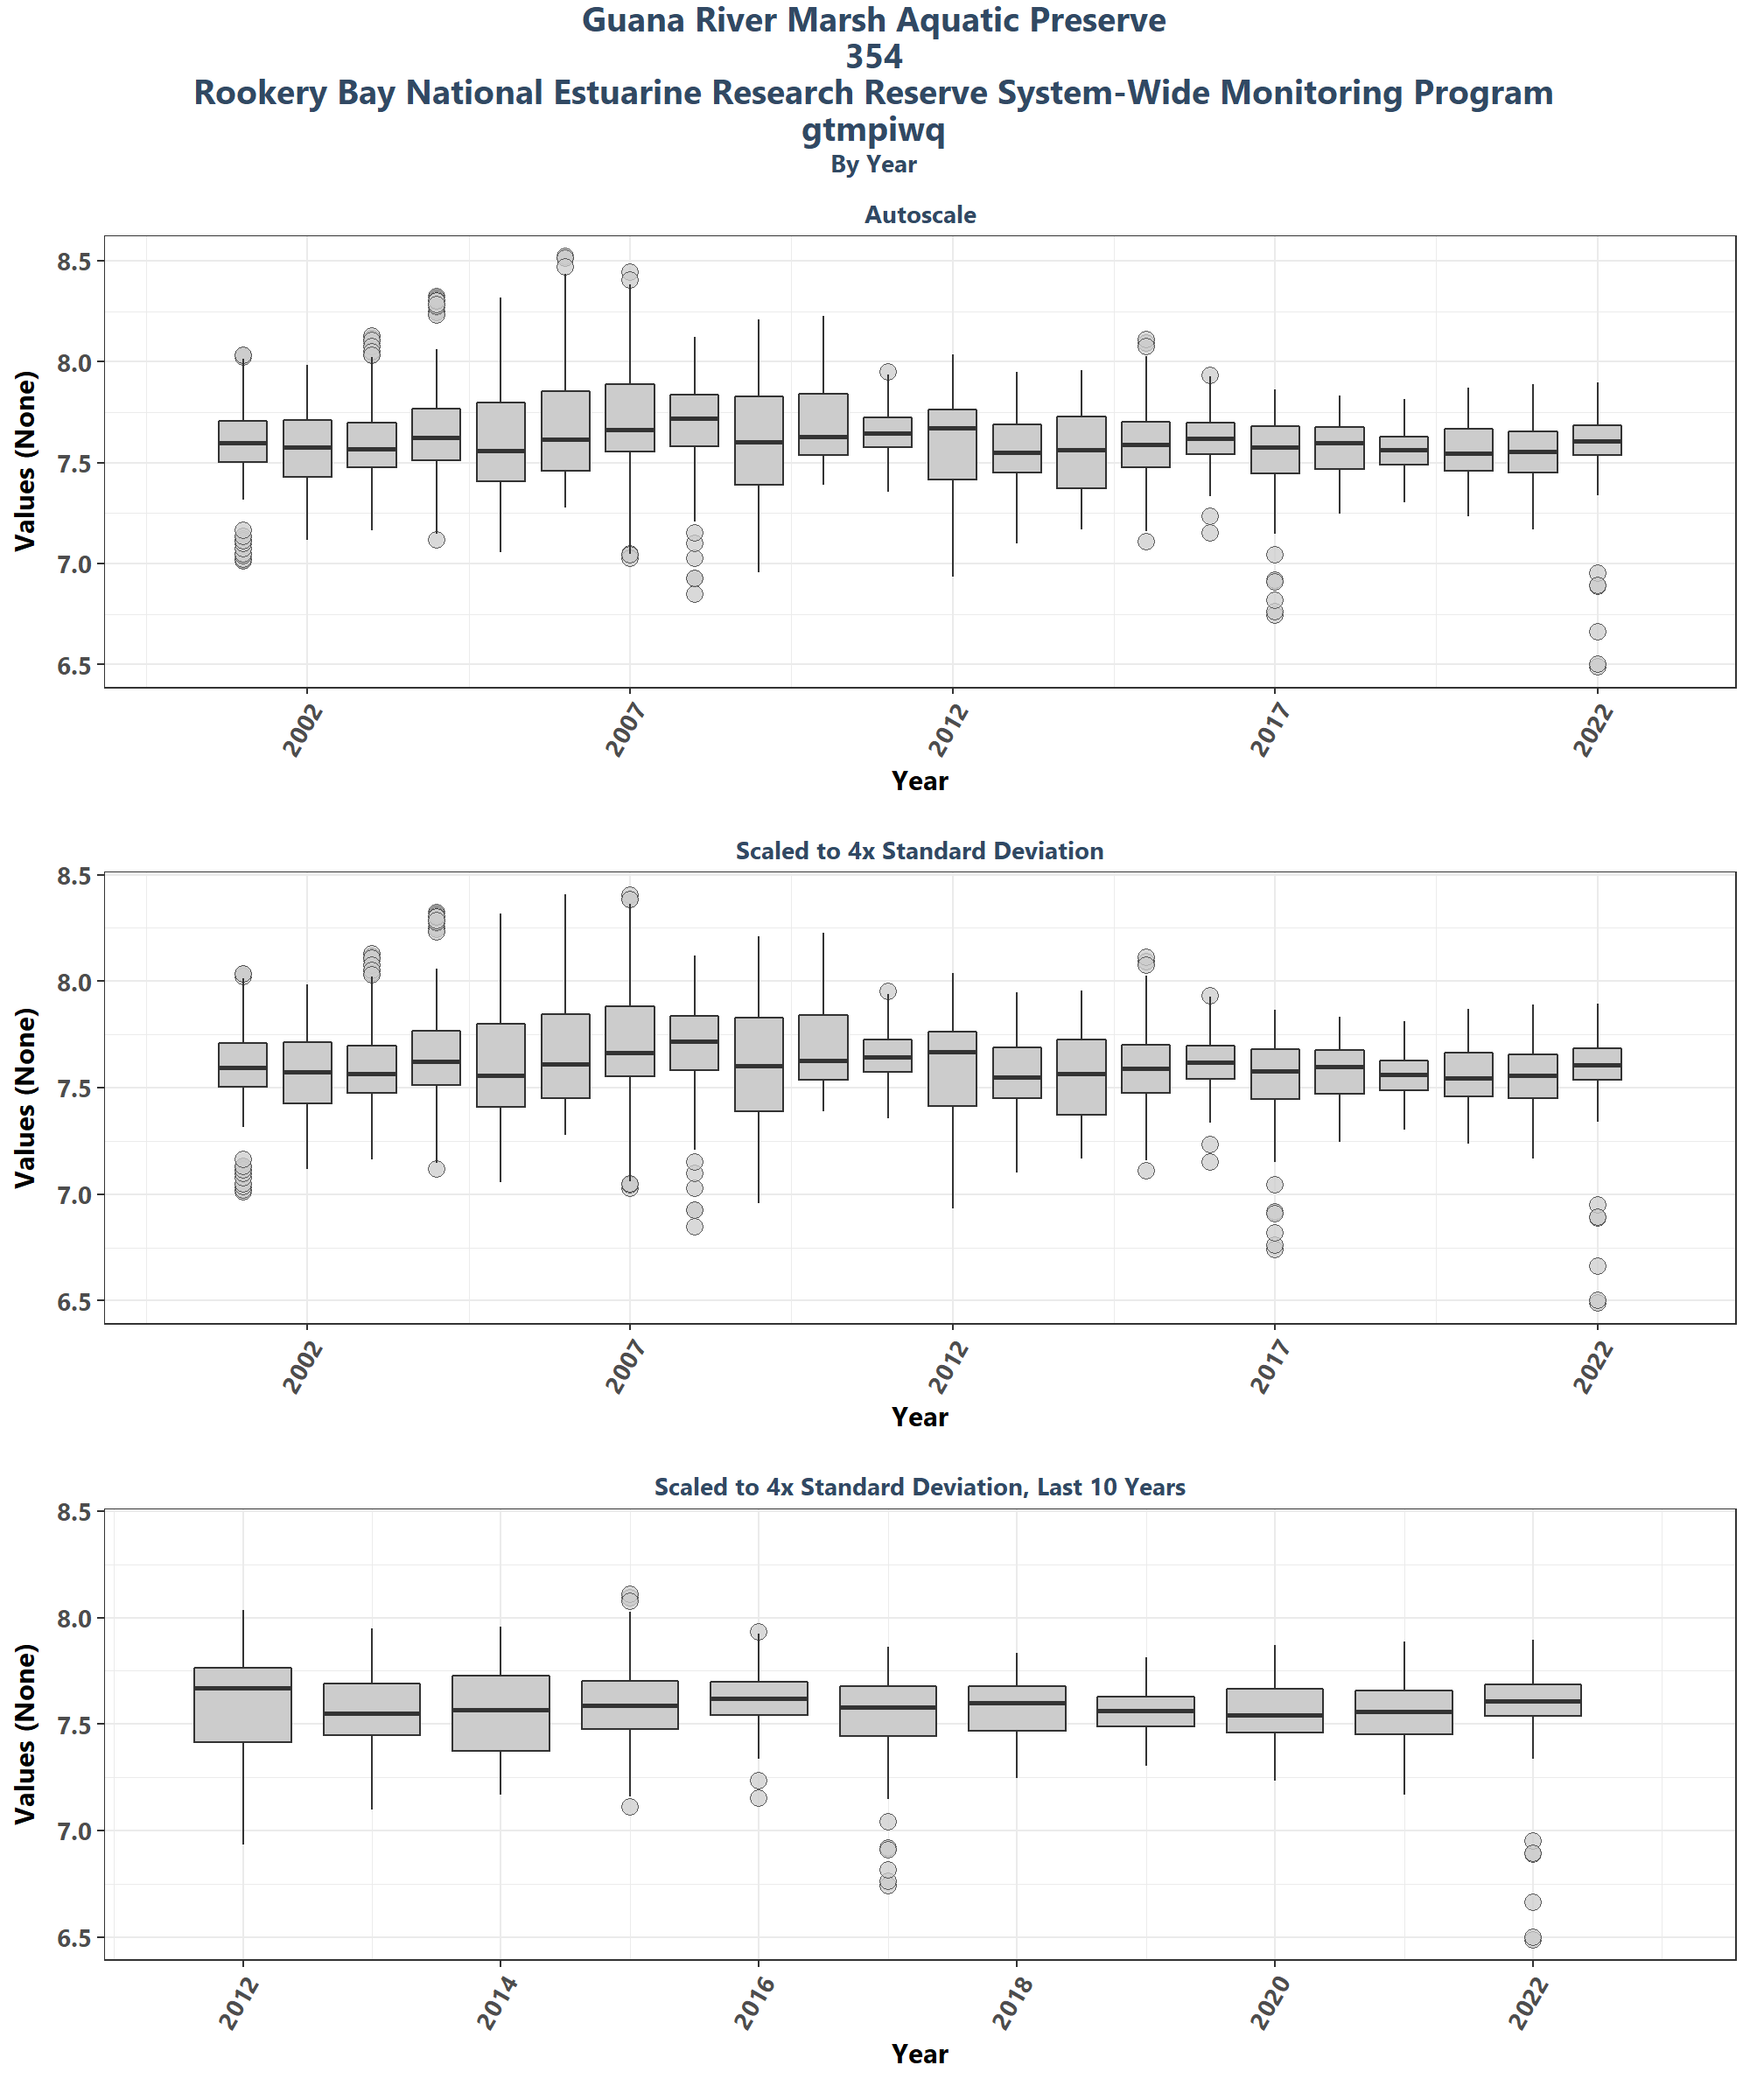 Guana River Marsh Aquatic Preserve
354
Rookery Bay National Estuarine Research Reserve System-Wide Monitoring Program
gtmpiwq
By Year
Autoscale
Values (None)
8.5
8.0
7.5
7.0
6.5
2002
2007
2012
2017
2022
Year
Scaled to 4x Standard Deviation
Values (None)
8.5
8.0
7.5
7.0
6.5
2002
2007
2012
2017
2022
Year
Scaled to 4x Standard Deviation, Last 10 Years
Values (None)
8.5
8.0
7.5
7.0
6.5
2012
2014
2016
2018
2020
2022
Year